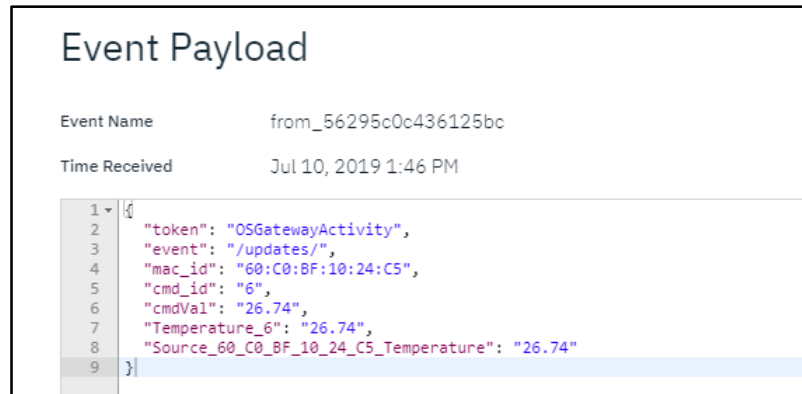 Event Payload
Event Name from_56295c0c436125bc
Time Received Jul 10, 2019 1:46 PM
1 {
2 "token": "OSGatewayActivity",
3 "event": "/updates/",
4 "mac_id": "60:C0:BF:10:24:C5",
5 "cmd_id": "6",
6 "cmdVal": "26.74",
7 "Temperature_6": "26.74",
8 "Source_60_C0_BF_10_24_C5_Temperature": "26.74"
9 }